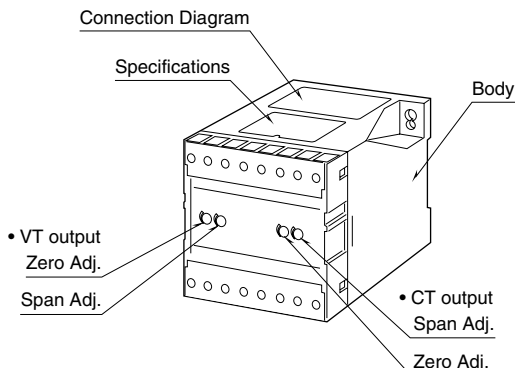 Connection Diagram
Specifications
Body
• VT output
Zero Adj.
Span Adj.
• CT output
Span Adj.
Zero Adj.